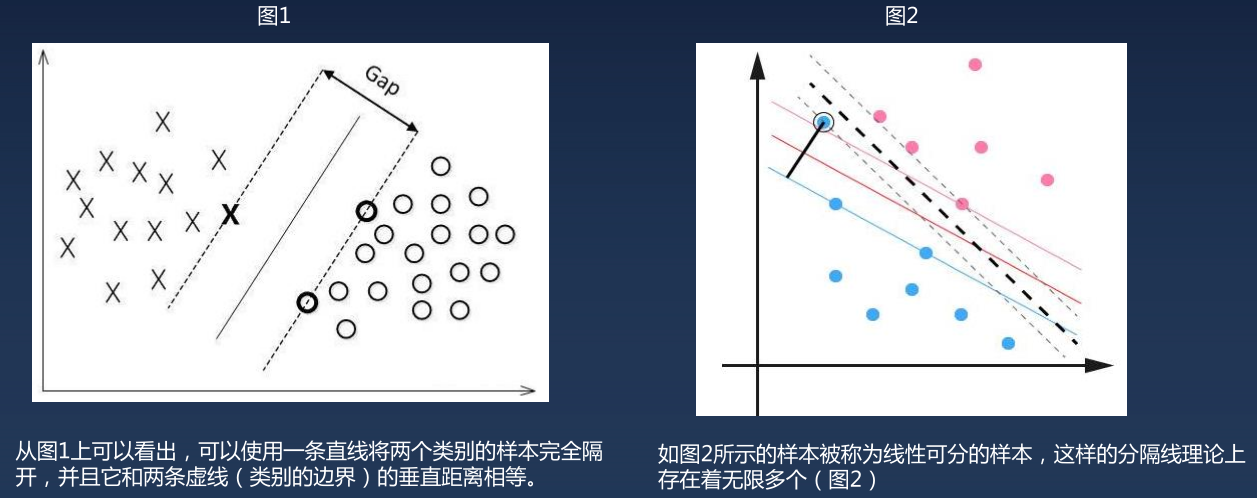 图1
图2
Gap
从图1上可以看出，可以使用一条直线将两个类别的样本完全隔
开，并且它和两条虚线（类别的边界）的垂直距离相等。
如图2所示的样本被称为线性可分的样本，这样的分隔线理论上
存在着无限多个（图2）